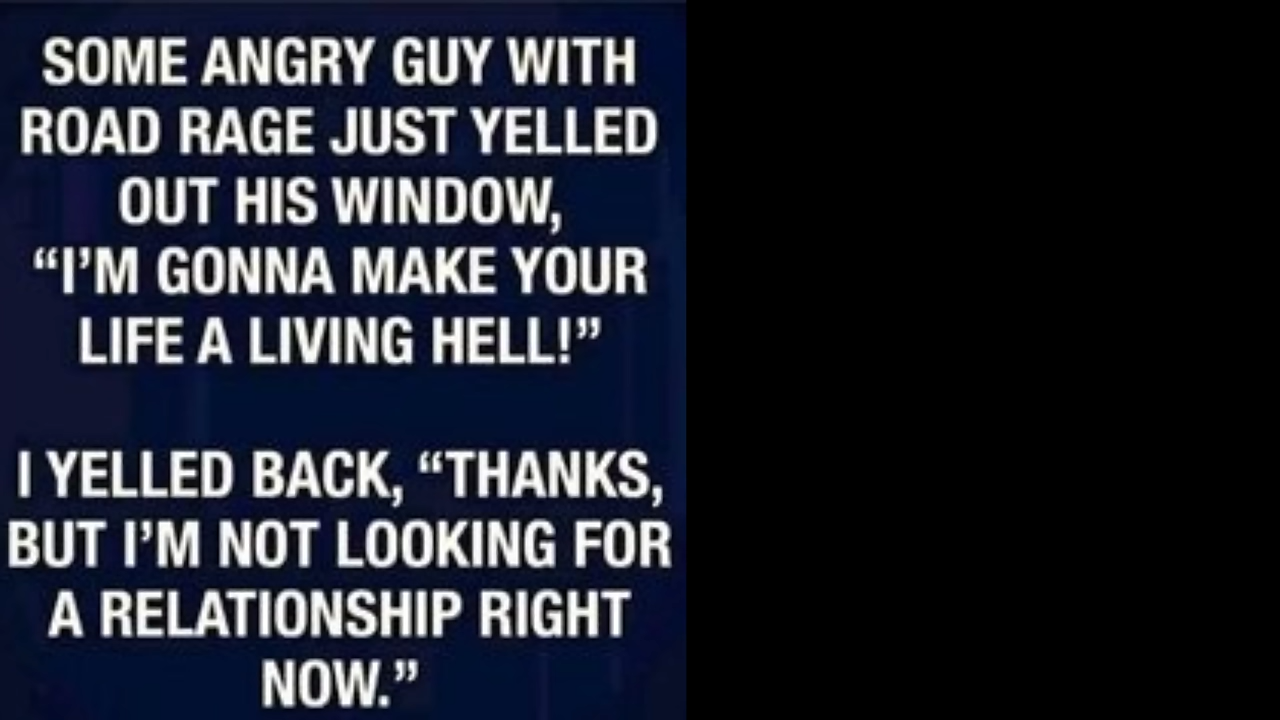 SOME ANGRY GUY WITH
ROAD RAGE JUST YELLED
OUT HIS WINDOW,
“I’M GONNA MAKE YOUR
LIFE A LIVING HELL!”
I YELLED BACK, “THANKS,
BUT I’M NOT LOOKING FOR
A RELATIONSHIP RIGHT
NOW.”